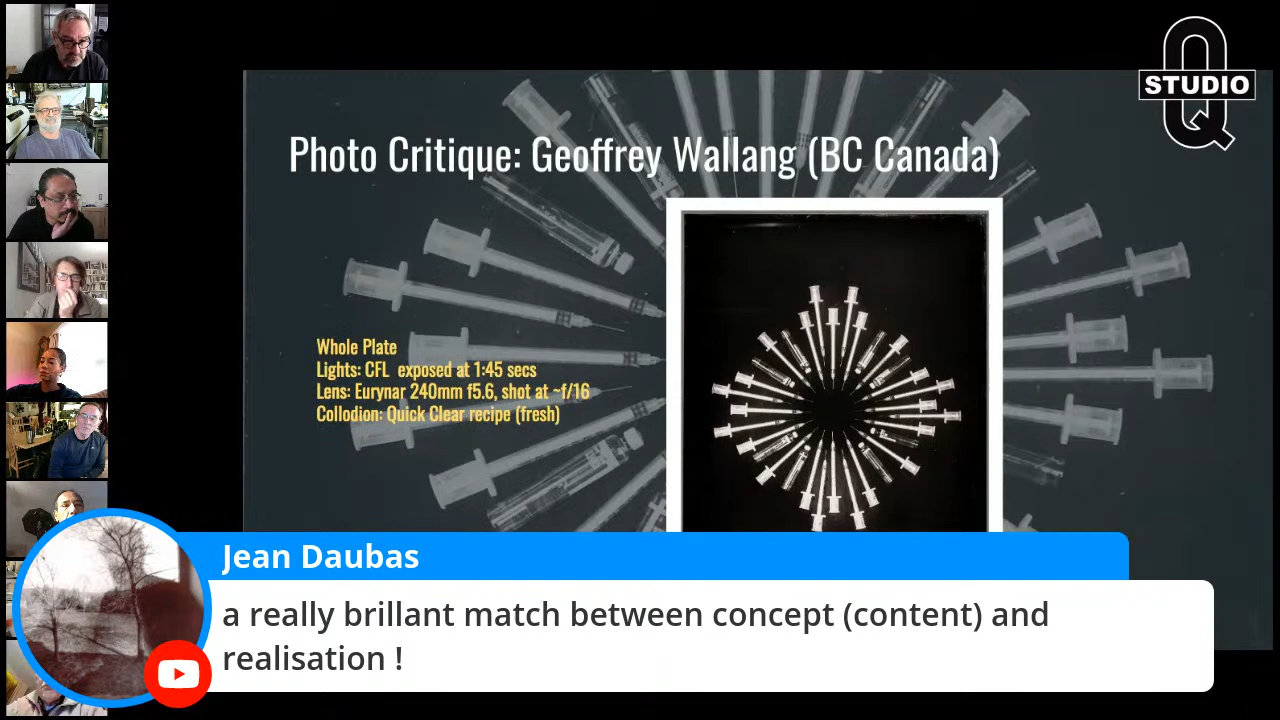 STUDIO
Q
Photo Critique: Geoffrey Wallang (BC Canada)
Whole Plate
Lights: CFL exposed at 1:45 secs
Lens: Eurynar 240mm f5.6, shot at ~f/16
Collodion: Quick Clear recipe (fresh)
Jean Daubas
a really brillant match between concept (content) and
realisation !